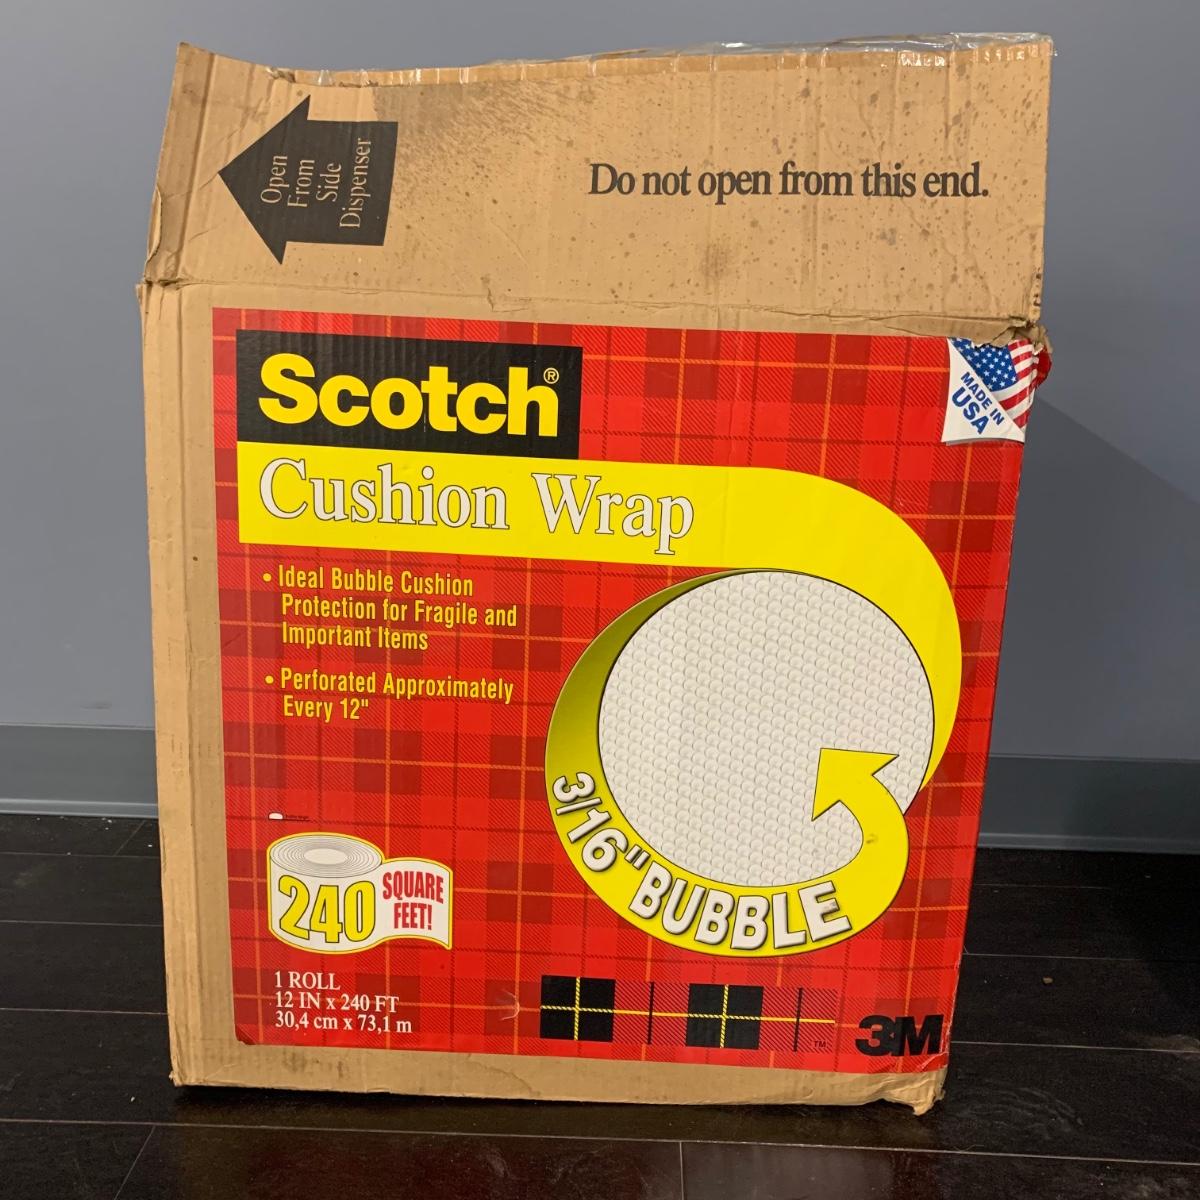 Open
From
Side
Dispenser
Do not open from this end.
Scotch®
MADE IN
USA
Cushion Wrap
• Ideal Bubble Cushion
Protection for Fragile and
Important Items
• Perforated Approximately
Every 12"
3/16" BUBBLE
240
SQUARE
FEET!
1 ROLL
12 IN x 240 FT
30,4 cm x 73,1 m
TM
3M